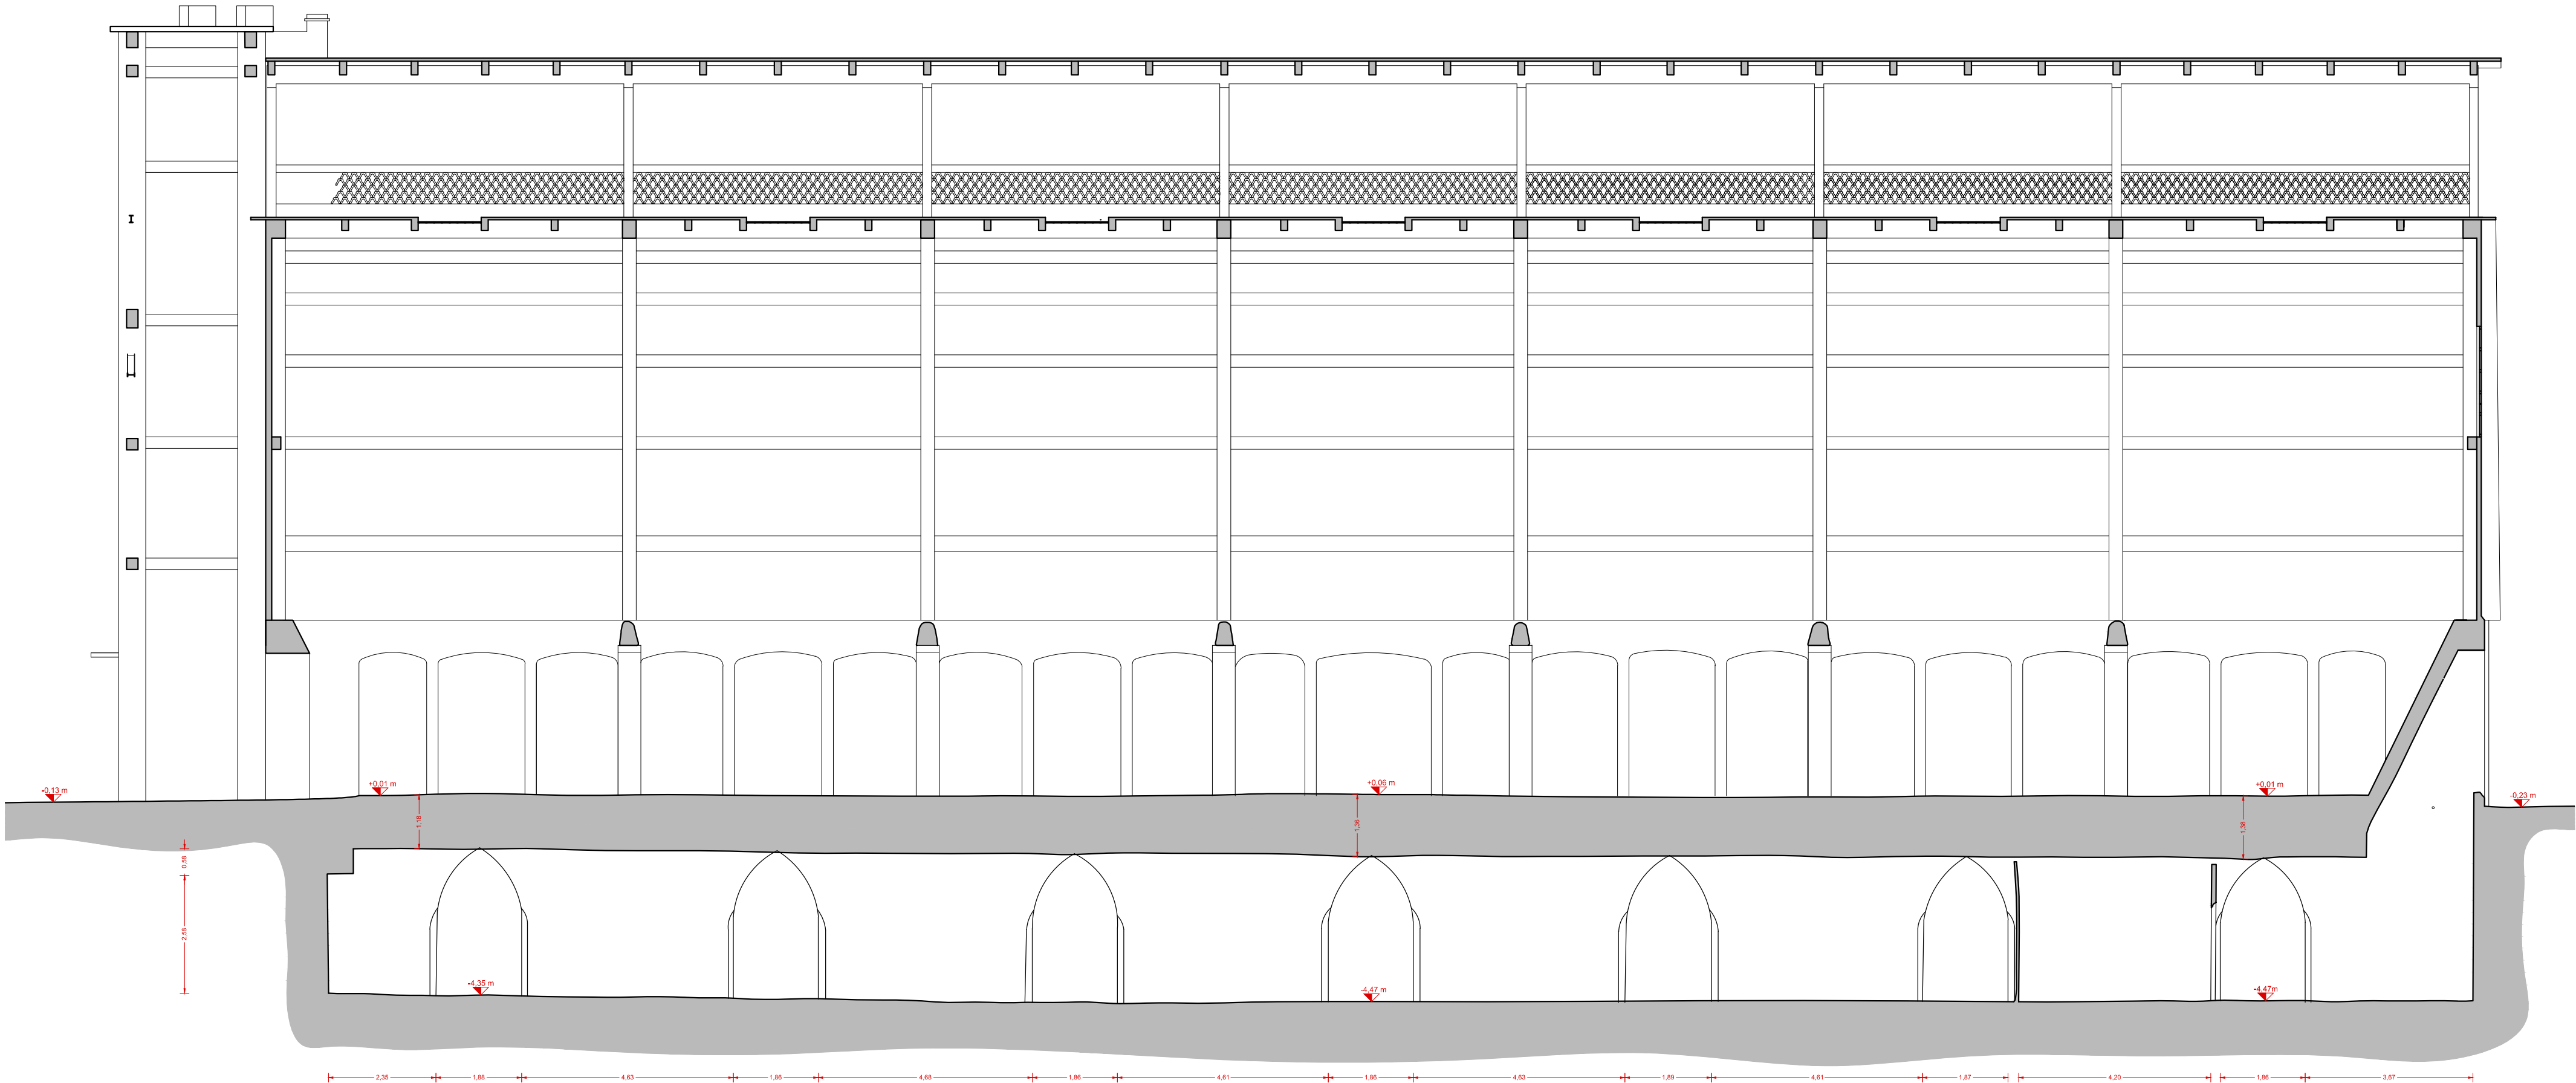 +0,01 m
+0,06 m
+0,01 m
-0,13 m
-0,23 m
1,18
1,36
1,38
0,58
2,58
-4,35 m
-4,47 m
-4,47m
2,35 1,88 4,63 1,86 4,68 1,86 4,61 1,86 4,63 1,89 4,61 1,87 4,20 1,86 3,67